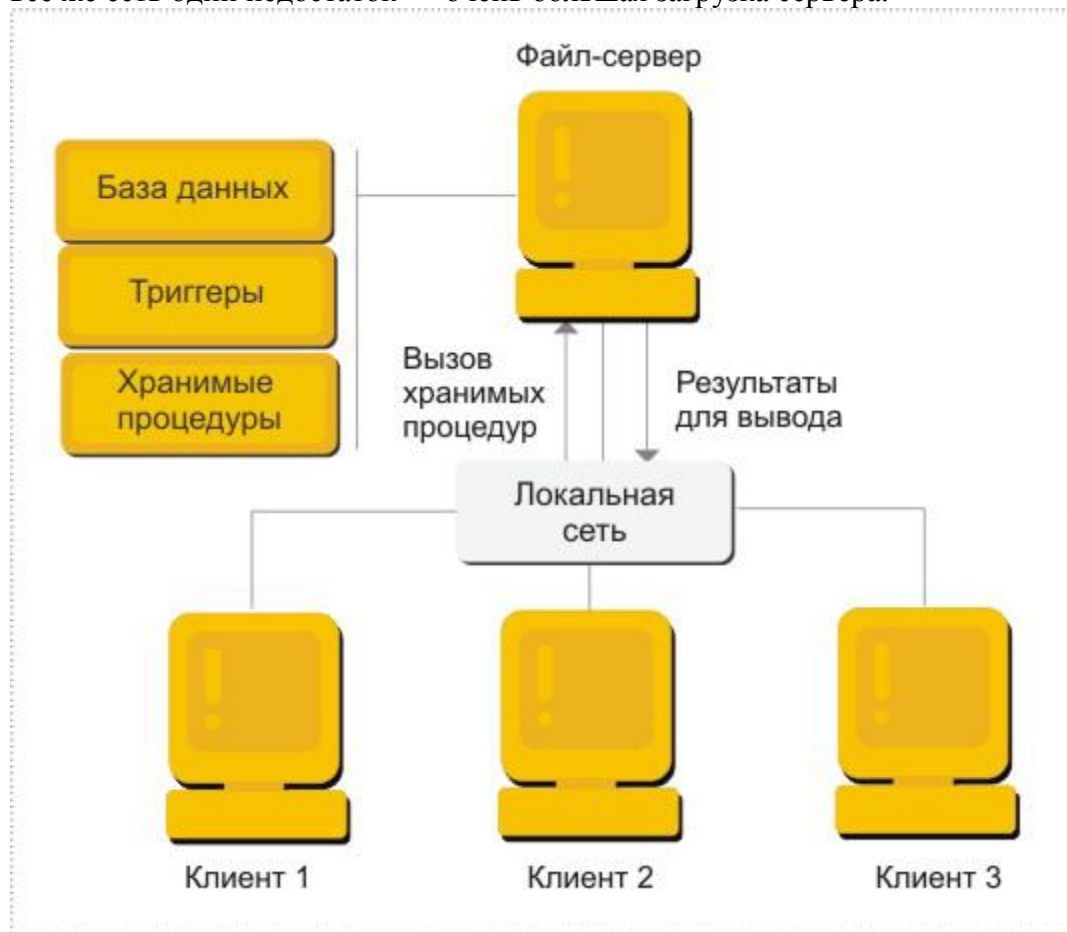 Файл-сервер
База данных
Триггеры
Хранимые
процедуры
Вызов
хранимых
процедур
Результаты
для вывода
Локальная
сеть
Клиент 1
Клиент 2
Клиент 3